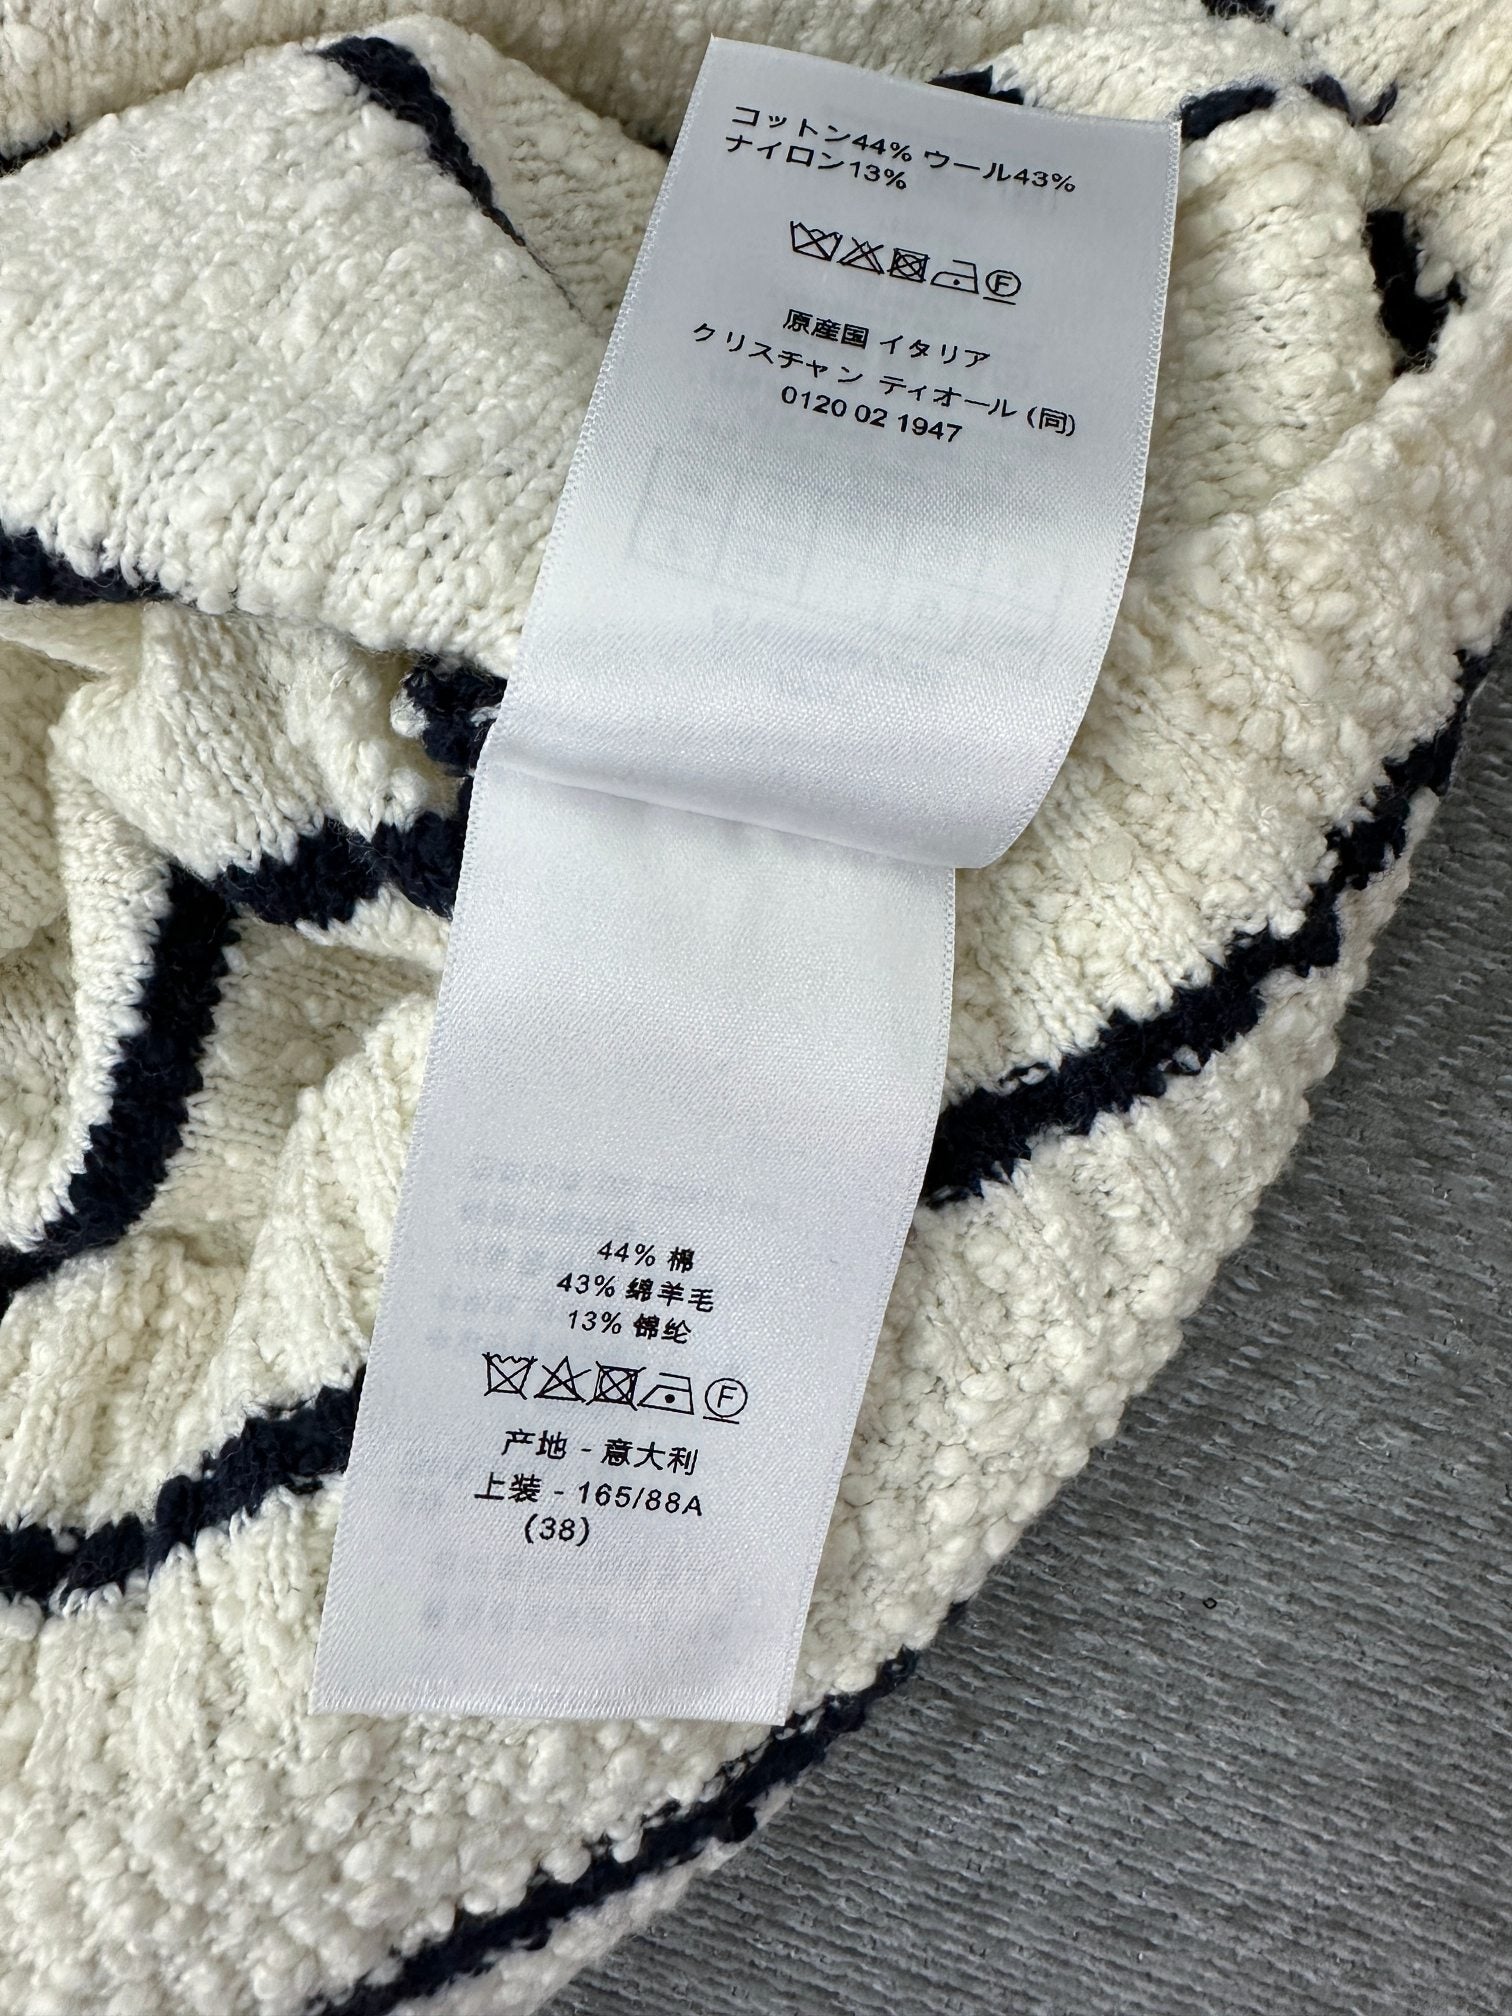 コットン44% ウール43%
ナイロン13%
F
原産国 イタリア
クリスチャン ディオール (同)
0120 02 1947
44% 棉
43% 绵羊毛
13% 锦纶
F
产地 - 意大利
上装 - 165/88A
(38)